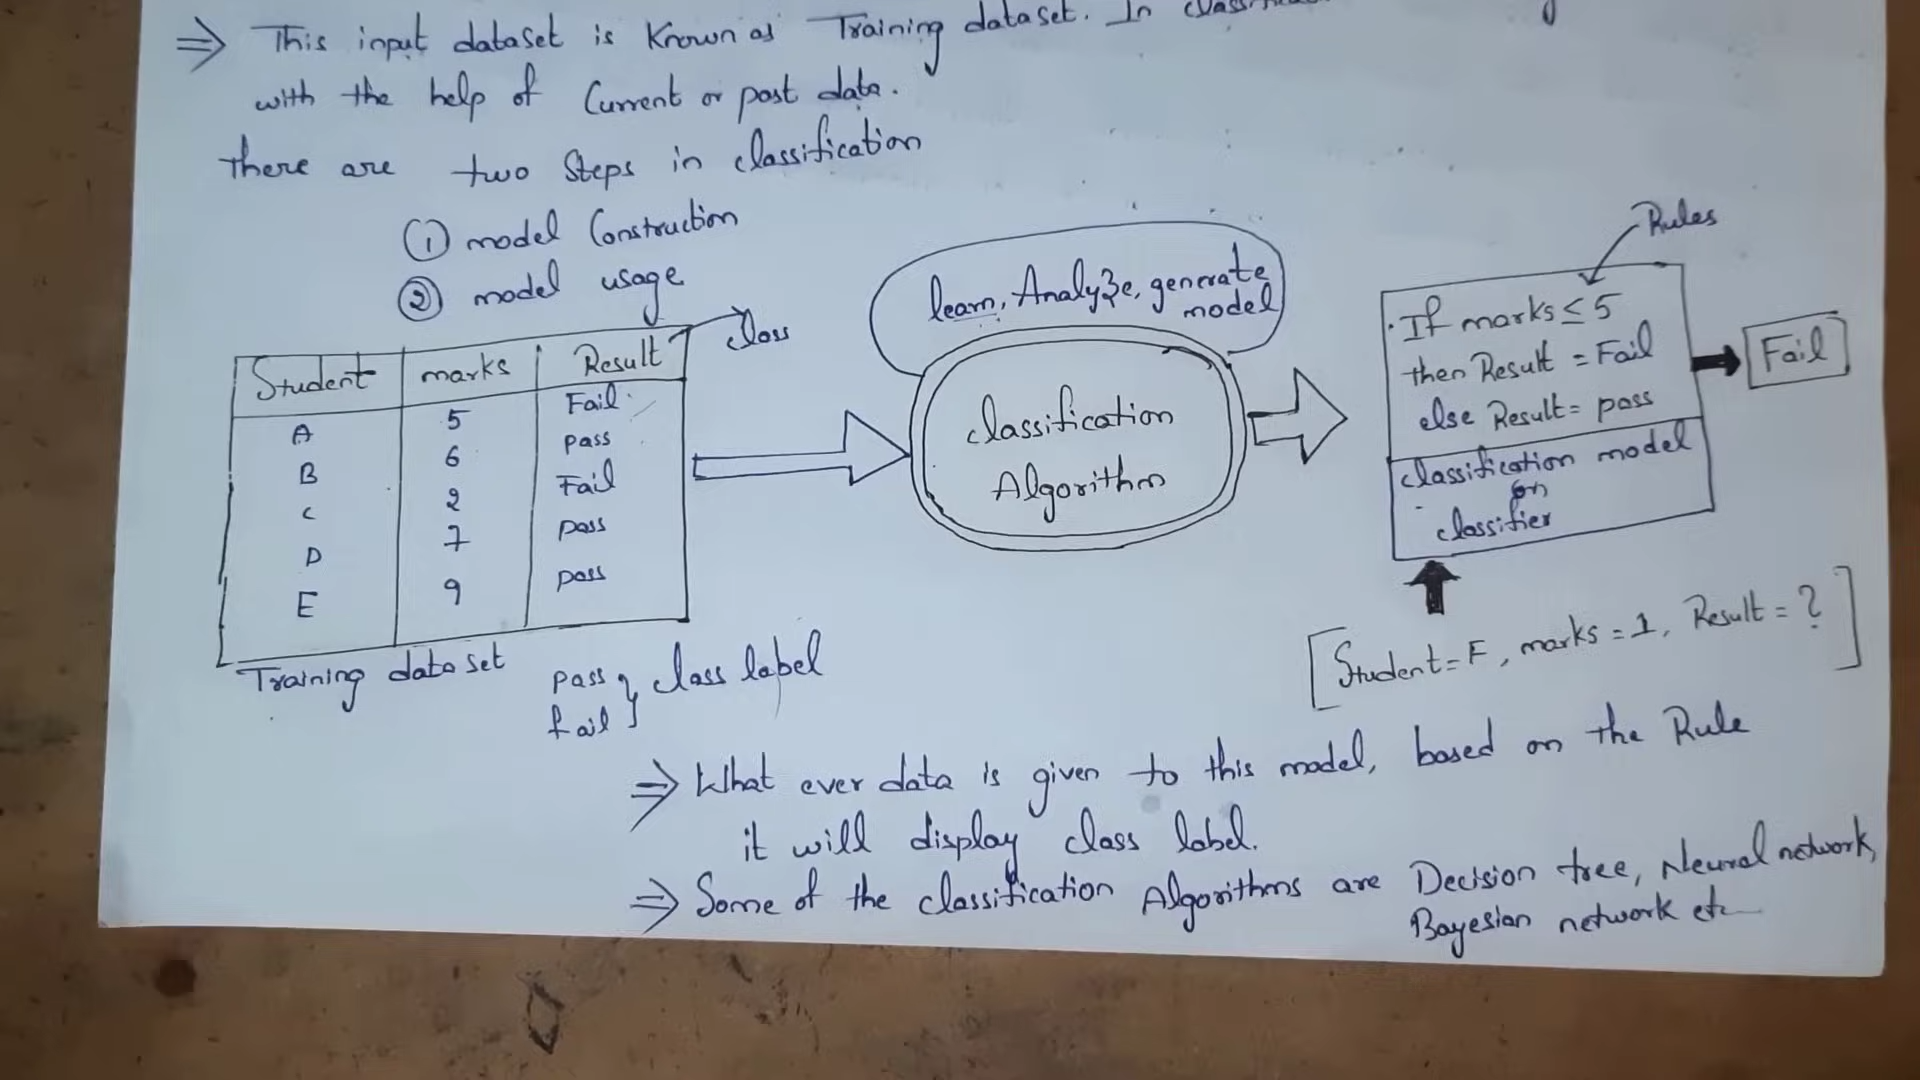 ⇒ This input dataset is Known as Training dataset. In
with the help of Current or past data.
There are two Steps in classification
① model Construction
② model usage
class
Student marks Result
A 5 Fail
B 6 pass
C 2 Fail
D 7 pass
E 9 pass
Training dataset
pass } class label
fail
learn, Analyze, generate
model
classification
Algorithm
Rules
If marks ≤ 5
then Result = Fail
else Result = pass
classification model
or
classifier
Fail
[Student = F, marks = 1, Result = ?]
⇒ What ever data is given to this model, based on the Rule
it will display class label.
⇒ Some of the classification Algorithms are Decision tree, Neural network,
Bayesian network etc